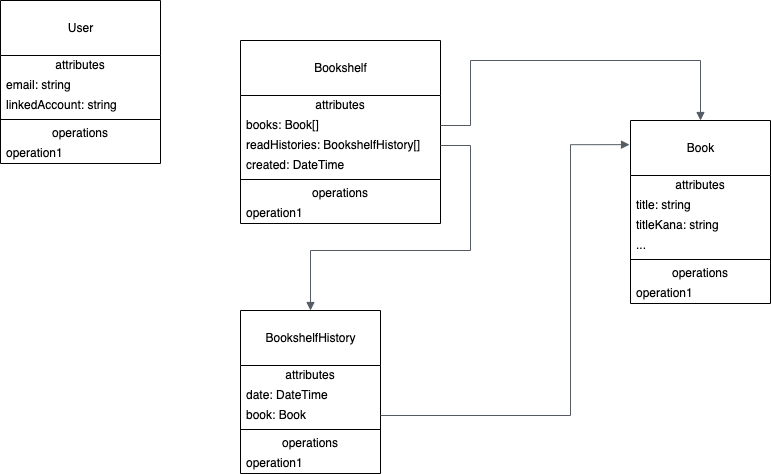 User
attributes
email: string
linkedAccount: string
operations
operation1
Bookshelf
attributes
books: Book[]
readHistories: BookshelfHistory[]
created: DateTime
operations
operation1
Book
attributes
title: string
titleKana: string
...
operations
operation1
BookshelfHistory
attributes
date: DateTime
book: Book
operations
operation1